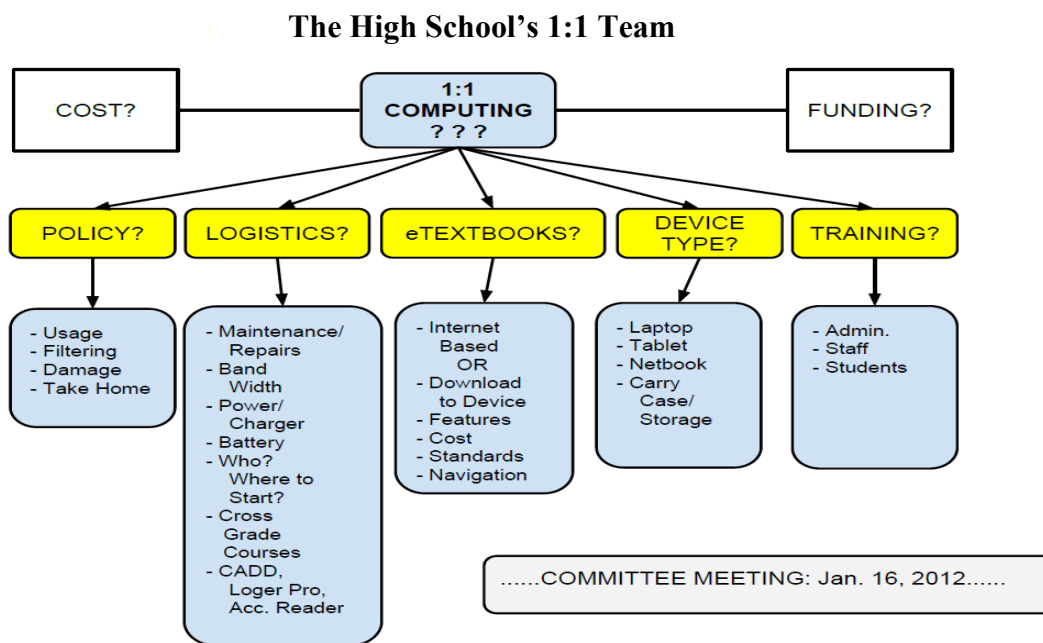 The High School’s 1:1 Team
COST?
1:1
COMPUTING
? ? ?
FUNDING?
POLICY?
LOGISTICS?
eTEXTBOOKS?
DEVICE
TYPE?
TRAINING?
- Usage
- Filtering
- Damage
- Take Home
- Maintenance/
Repairs
- Band
Width
- Power/
Charger
- Battery
- Who?
Where to
Start?
- Cross
Grade
Courses
- CADD,
Loger Pro,
Acc. Reader
- Internet
Based
OR
- Download
to Device
- Features
- Cost
- Standards
- Navigation
- Laptop
- Tablet
- Netbook
- Carry
Case/
Storage
- Admin.
- Staff
- Students
......COMMITTEE MEETING: Jan. 16, 2012......